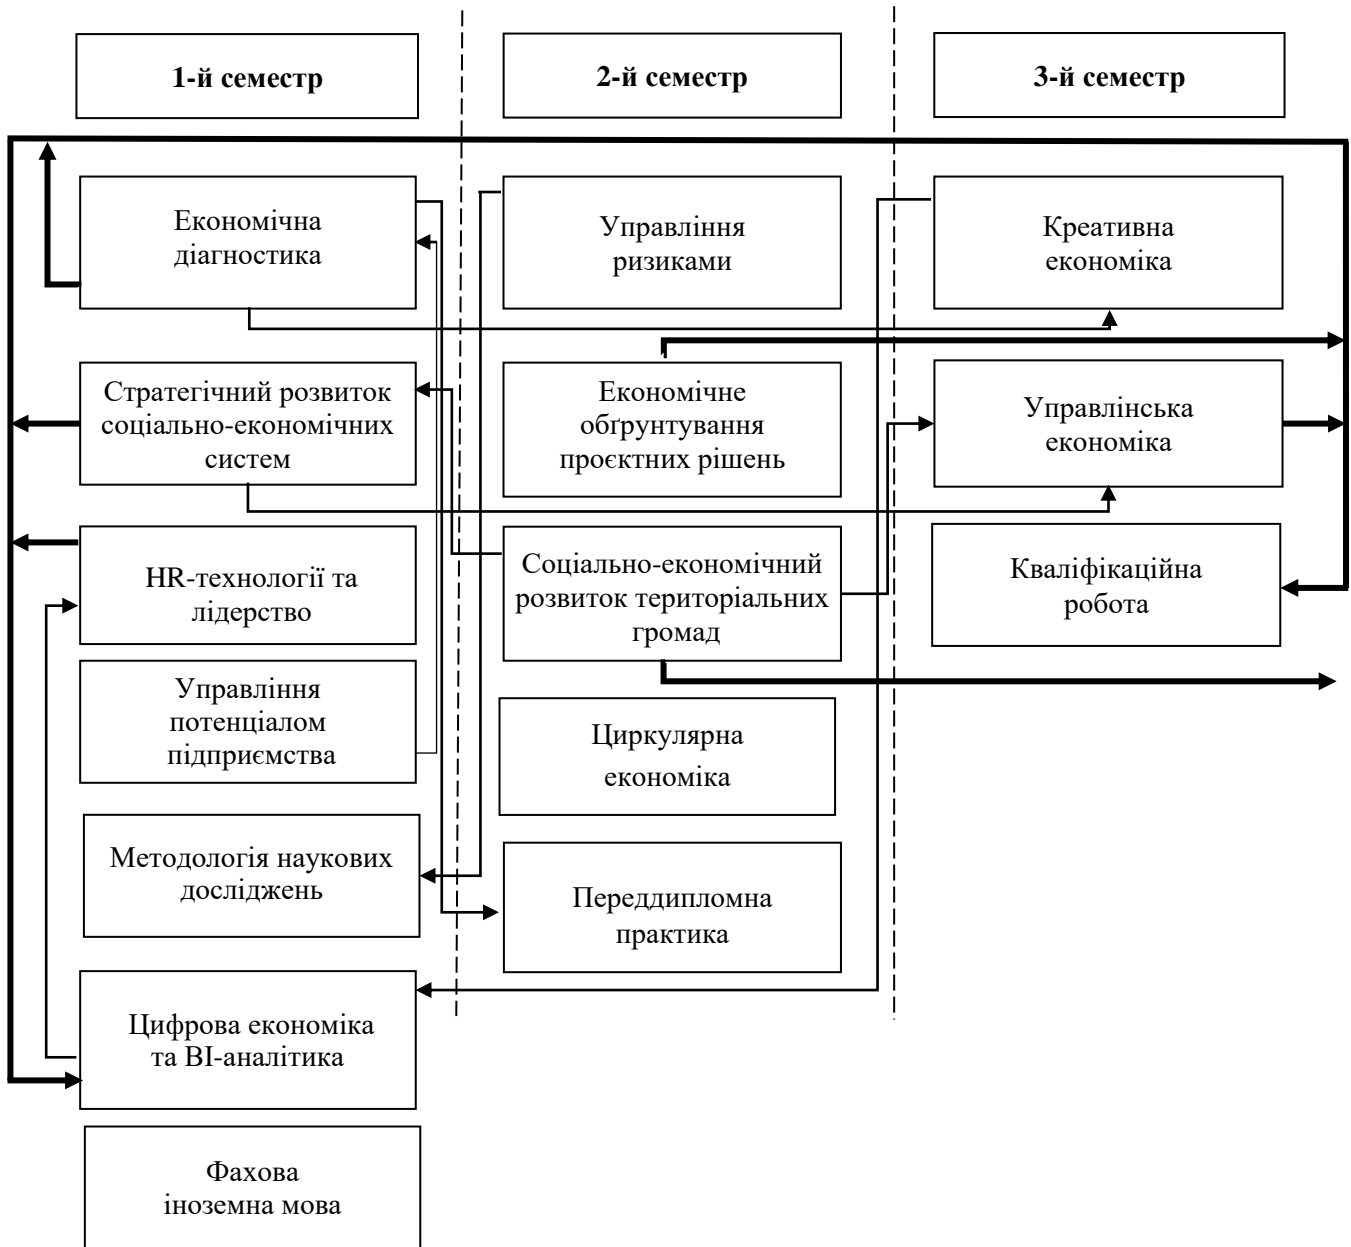 1-й семестр
2-й семестр
3-й семестр
Економічна
діагностика
Управління
ризиками
Креативна
економіка
Стратегічний розвиток
соціально-економічних
систем
Економічне
обґрунтування
проєктних рішень
Управлінська
економіка
HR-технології та
лідерство
Соціально-економічний
розвиток територіальних
громад
Кваліфікаційна
робота
Управління
потенціалом
підприємства
Циркулярна
економіка
Методологія наукових
досліджень
Переддипломна
практика
Цифрова економіка
та BI-аналітика
Фахова
іноземна мова